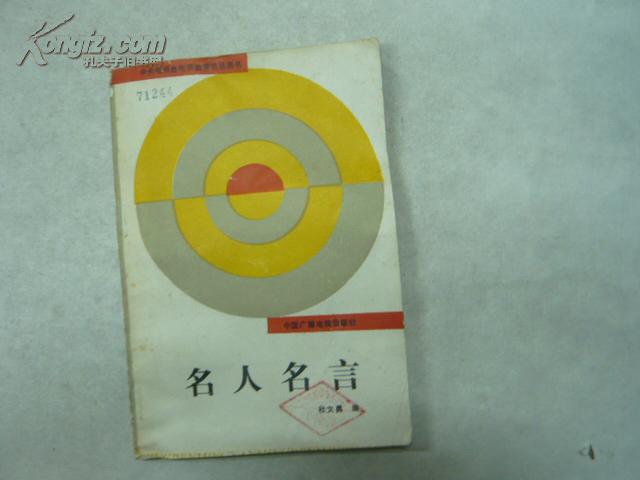 Kongfz.com
孔夫子旧书网
71244
中国广播电视出版社
名人名言
杜文勇 编